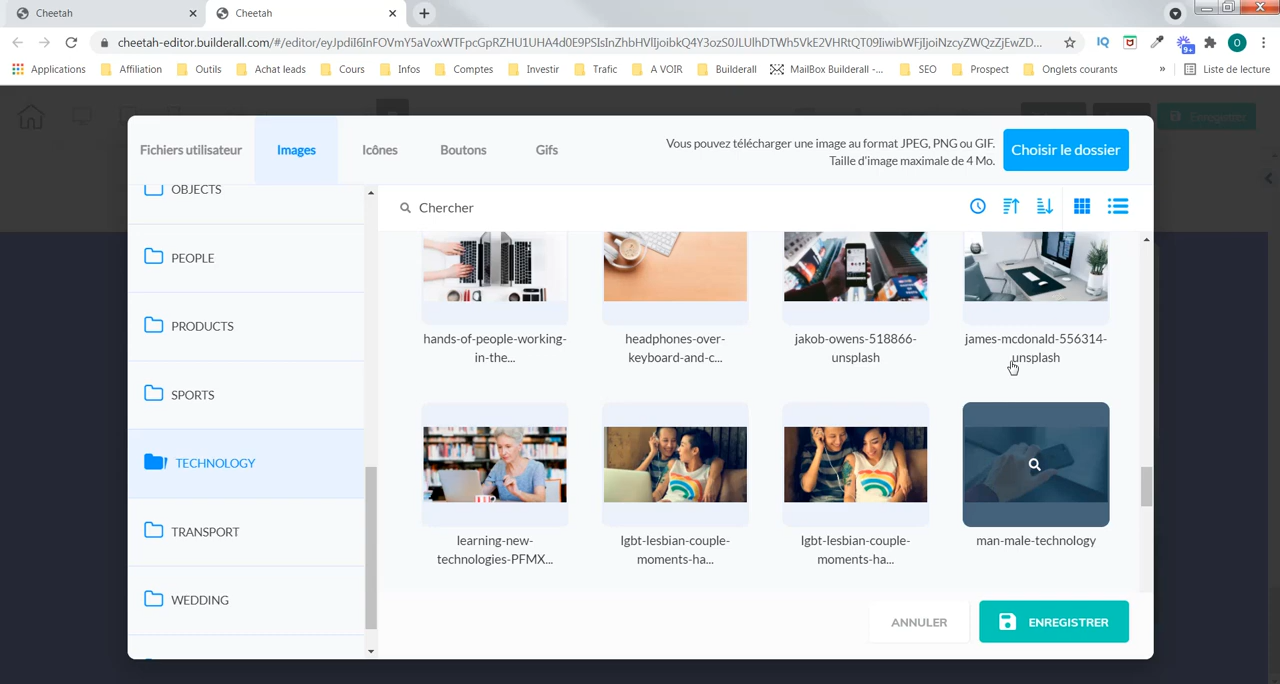 Cheetah
Cheetah
cheetah-editor.builderall.com/#/editor/eyJpdiI6InFOVmY5aVoxWTFpcGpRZlU1UHA4d0E9PSIsInZhbHVlIjoibkQ4Y3ozS0JLUlhDTWh5VkE2VHRtQT09IiwibWFjIjoiNzcyZWQzZjEwZD...
IQ
9+
O
Applications Affiliation Outils Achat leads Cours Infos Comptes Investir Trafic A VOIR Builderall MailBox Builderall -... SEO Prospect Onglets courants » Liste de lecture
Enregistrer
Fichiers utilisateur Images Icônes Boutons Gifs
Vous pouvez télécharger une image au format JPEG, PNG ou GIF.
Taille d'image maximale de 4 Mo.
Choisir le dossier
Chercher
OBJECTS
PEOPLE
PRODUCTS
SPORTS
TECHNOLOGY
TRANSPORT
WEDDING
hands-of-people-working-
in-the...
headphones-over-
keyboard-and-c...
jakob-owens-518866-
unsplash
james-mcdonald-556314-
unsplash
learning-new-
technologies-PFMX...
lgbt-lesbian-couple-
moments-ha...
lgbt-lesbian-couple-
moments-ha...
man-male-technology
ANNULER
ENREGISTRER